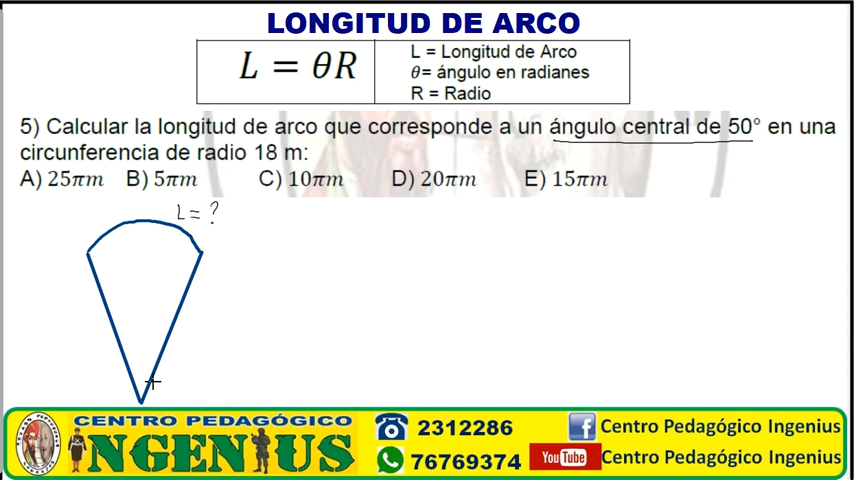 LONGITUD DE ARCO
L = θR
L = Longitud de Arco
θ= ángulo en radianes
R = Radio
5) Calcular la longitud de arco que corresponde a un ángulo central de 50° en una
circunferencia de radio 18 m:
A) 25πm B) 5πm C) 10πm D) 20πm E) 15πm
L = ?
CENTRO PEDAGÓGICO
INGENIUS
2312286
76769374
Centro Pedagógico Ingenius
You Tube Centro Pedagógico Ingenius